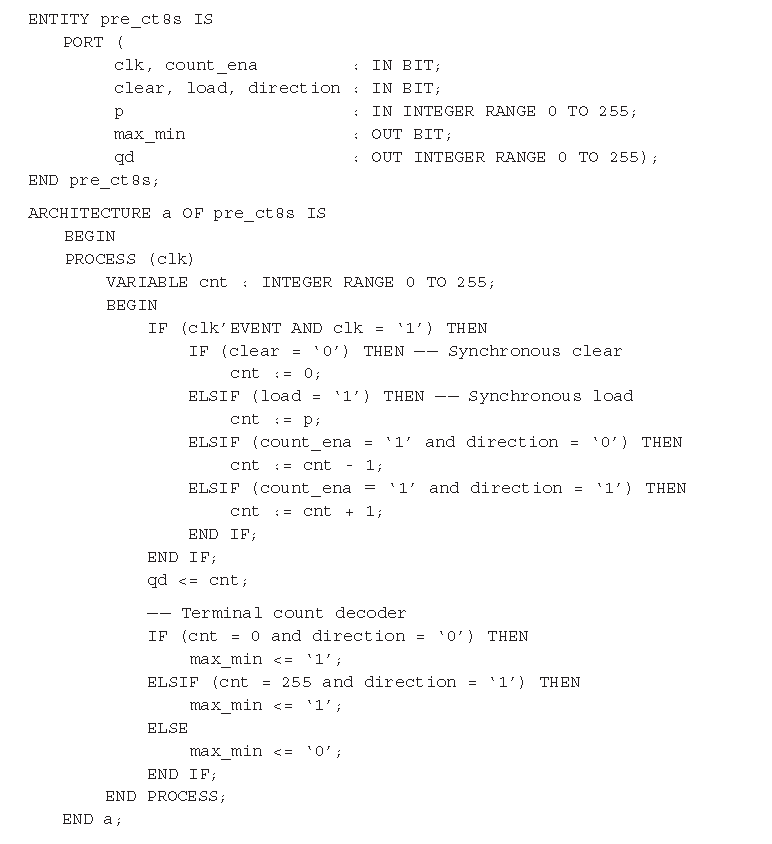 ENTITY pre_ct8s IS
PORT (
clk, count_ena : IN BIT;
clear, load, direction : IN BIT;
p : IN INTEGER RANGE 0 TO 255;
max_min : OUT BIT;
qd : OUT INTEGER RANGE 0 TO 255);
END pre_ct8s;
ARCHITECTURE a OF pre_ct8s IS
BEGIN
PROCESS (clk)
VARIABLE cnt : INTEGER RANGE 0 TO 255;
BEGIN
IF (clk’EVENT AND clk = ‘1’) THEN
IF (clear = ‘0’) THEN —— Synchronous clear
cnt := 0;
ELSIF (load = ‘1’) THEN —— Synchronous load
cnt := p;
ELSIF (count_ena = ‘1’ and direction = ‘0’) THEN
cnt := cnt - 1;
ELSIF (count_ena = ‘1’ and direction = ‘1’) THEN
cnt := cnt + 1;
END IF;
END IF;
qd <= cnt;
—— Terminal count decoder
IF (cnt = 0 and direction = ‘0’) THEN
max_min <= ‘1’;
ELSIF (cnt = 255 and direction = ‘1’) THEN
max_min <= ‘1’;
ELSE
max_min <= ‘0’;
END IF;
END PROCESS;
END a;